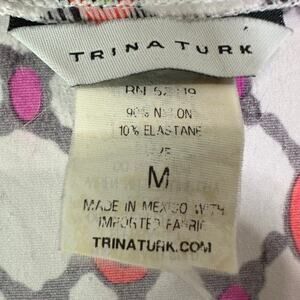 TRINA TURK
RN
90% NYLON
10% ELASTANE
M
MADE IN MEXICO WITH
IMPORTED FABRIC
TRINATURK.COM